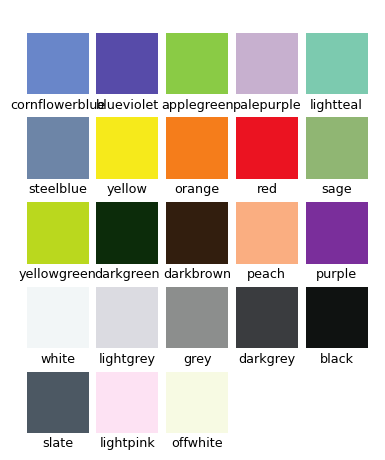 cornflowerblue blueviolet applegreen palepurple lightteal
steelblue yellow orange red sage
yellowgreen darkgreen darkbrown peach purple
white lightgrey grey darkgrey black
slate lightpink offwhite